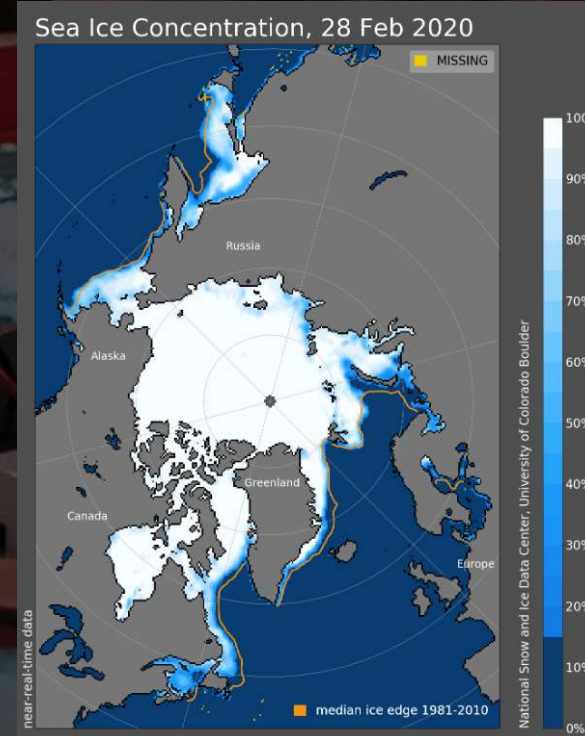 Sea Ice Concentration, 28 Feb 2020
MISSING
Russia
Alaska
Canada
Greenland
Europe
near-real-time data
median ice edge 1981-2010
National Snow and Ice Data Center, University of Colorado Boulder
100%
90%
80%
70%
60%
50%
40%
30%
20%
10%
0%